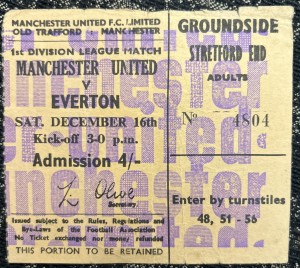 MANCHESTER UNITED F.C. LIMITED
OLD TRAFFORD - MANCHESTER
1st DIVISION LEAGUE MATCH
MANCHESTER UNITED
v
EVERTON
SAT. DECEMBER 16th
Kick-off 3-0 p.m.
Admission 4/-
L Olive
Secretary
Issued subject to the Rules, Regulations and
Bye-Laws of the Football Association
No Ticket exchanged nor money refunded
THIS PORTION TO BE RETAINED
GROUNDSIDE
STRETFORD END
ADULTS
No 4804
Enter by turnstiles
48, 51 - 56